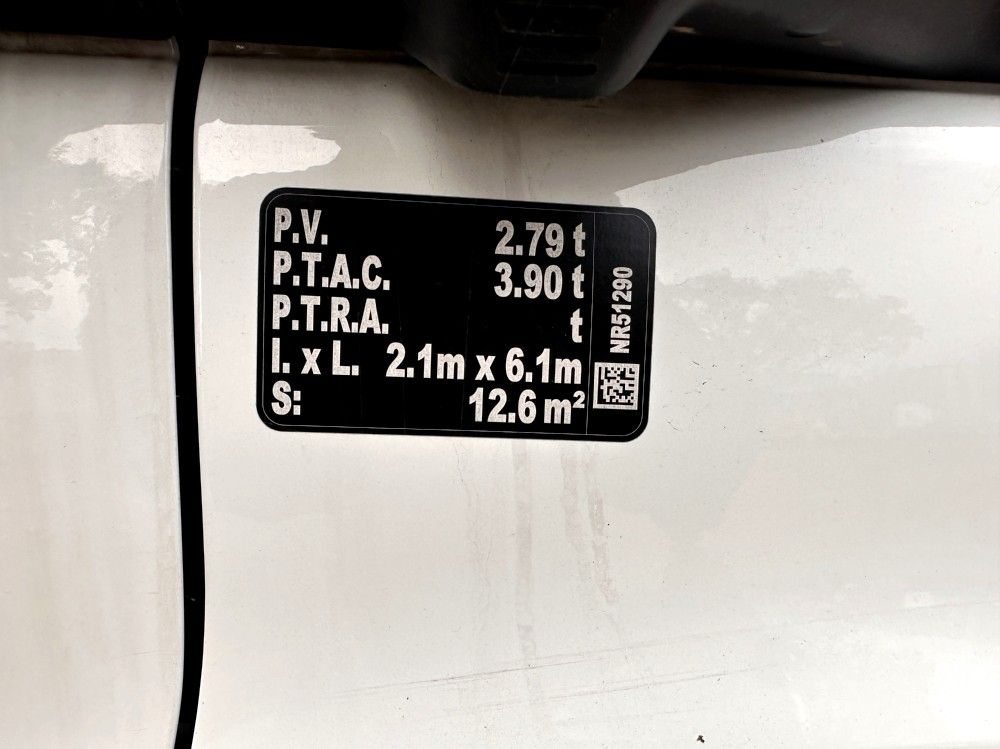 P.V. 2.79 t
P.T.A.C. 3.90 t
P.T.R.A. t
l. x L. 2.1m x 6.1m
S: 12.6 m²
NR51290